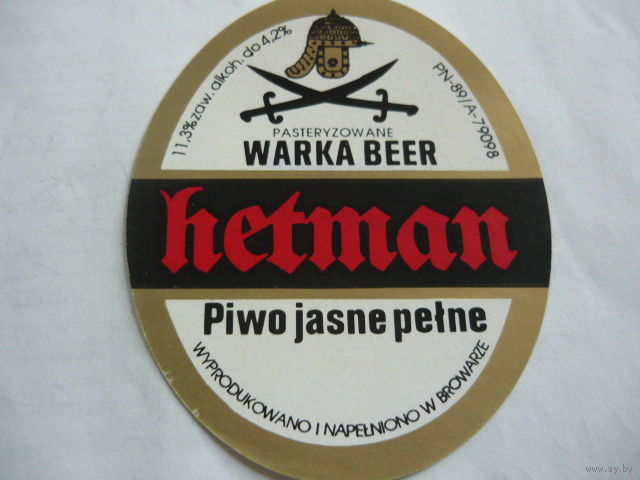 11,3% zaw. alkoh. do 4,2%
PN-89/A-79098
PASTERYZOWANE
WARKA BEER
hetman
Piwo jasne pełne
WYPRODUKOWANO I NAPEŁNIONO W BROWARZE
www.ay.by